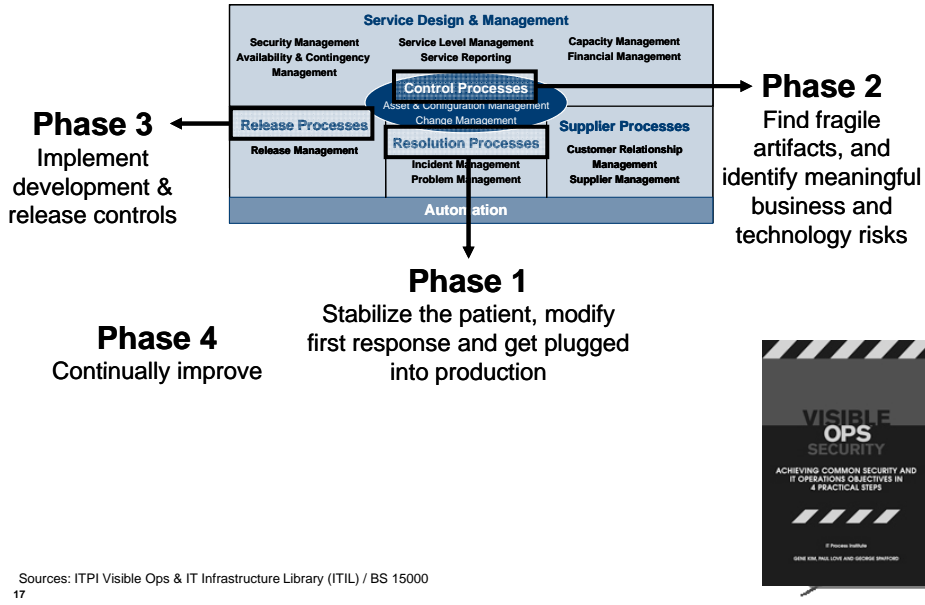 Service Design & Management
Security Management
Availability & Contingency
Management
Service Level Management
Service Reporting
Capacity Management
Financial Management
Control Processes
Asset & Configuration Management
Change Management
Release Processes
Release Management
Resolution Processes
Incident Management
Problem Management
Supplier Processes
Customer Relationship
Management
Supplier Management
Automation
Phase 3
Implement
development &
release controls
Phase 2
Find fragile
artifacts, and
identify meaningful
business and
technology risks
Phase 1
Stabilize the patient, modify
first response and get plugged
into production
Phase 4
Continually improve
VISIBLE
OPS
SECURITY
ACHIEVING COMMON SECURITY AND
IT OPERATIONS OBJECTIVES IN
4 PRACTICAL STEPS
IT Process Institute
GENE KIM, PAUL LOVE AND GEORGE SPAFFORD
Sources: ITPI Visible Ops & IT Infrastructure Library (ITIL) / BS 15000
17